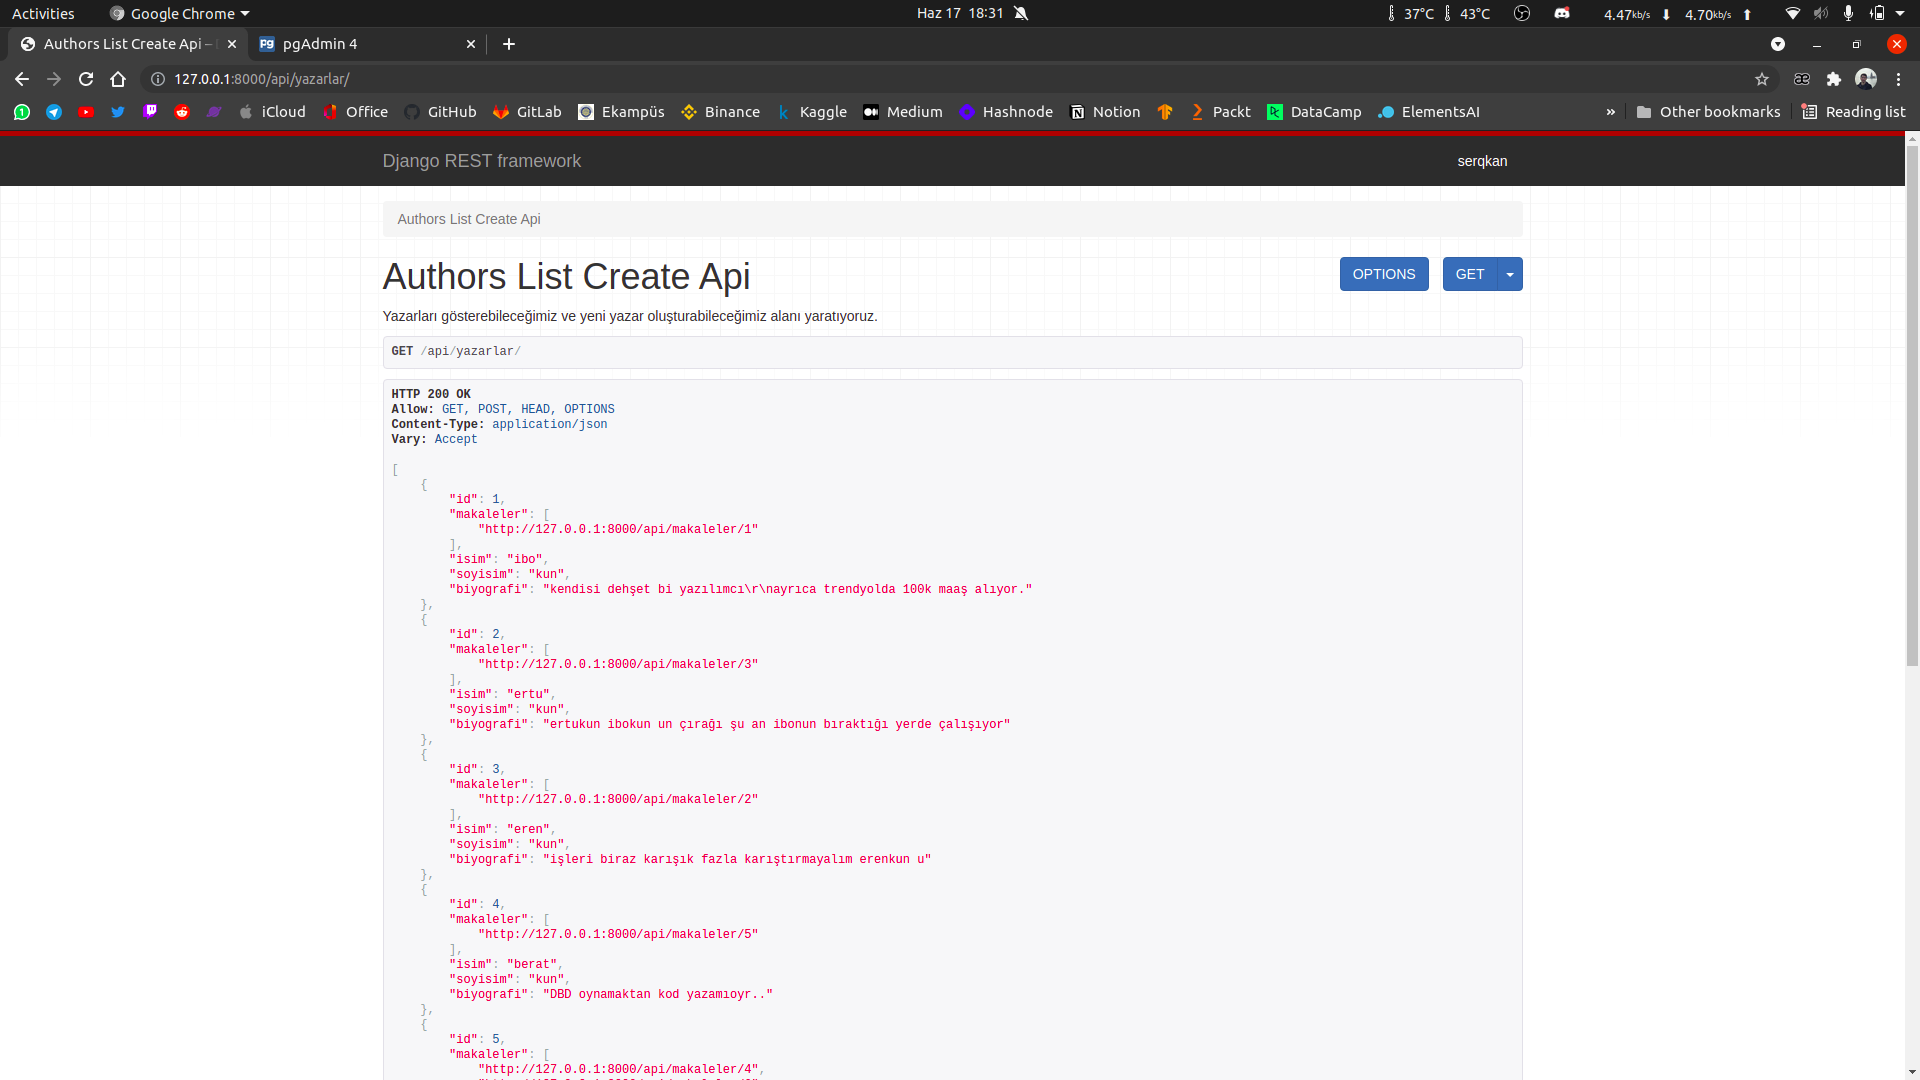 Activities
Google Chrome
Haz 17 18:31
37°C
43°C
4.47kb/s
4.70kb/s
Authors List Create Api –
pgAdmin 4
127.0.0.1:8000/api/yazarlar/
iCloud
Office
GitHub
GitLab
Ekampüs
Binance
Kaggle
Medium
Hashnode
Notion
Packt
DataCamp
ElementsAI
»
Other bookmarks
Reading list
Django REST framework
serqkan
Authors List Create Api
Authors List Create Api
OPTIONS
GET
Yazarları gösterebileceğimiz ve yeni yazar oluşturabileceğimiz alanı yaratıyoruz.
GET /api/yazarlar/
HTTP 200 OK
Allow: GET, POST, HEAD, OPTIONS
Content-Type: application/json
Vary: Accept
[
{
"id": 1,
"makaleler": [
"http://127.0.0.1:8000/api/makaleler/1"
],
"isim": "ibo",
"soyisim": "kun",
"biyografi": "kendisi dehşet bi yazılımcı\r\nayrıca trendyolda 100k maaş alıyor."
},
{
"id": 2,
"makaleler": [
"http://127.0.0.1:8000/api/makaleler/3"
],
"isim": "ertu",
"soyisim": "kun",
"biyografi": "ertukun ibokun un çırağı şu an ibonun bıraktığı yerde çalışıyor"
},
{
"id": 3,
"makaleler": [
"http://127.0.0.1:8000/api/makaleler/2"
],
"isim": "eren",
"soyisim": "kun",
"biyografi": "işleri biraz karışık fazla karıştırmayalım erenkun u"
},
{
"id": 4,
"makaleler": [
"http://127.0.0.1:8000/api/makaleler/5"
],
"isim": "berat",
"soyisim": "kun",
"biyografi": "DBD oynamaktan kod yazamıoyr.."
},
{
"id": 5,
"makaleler": [
"http://127.0.0.1:8000/api/makaleler/4",